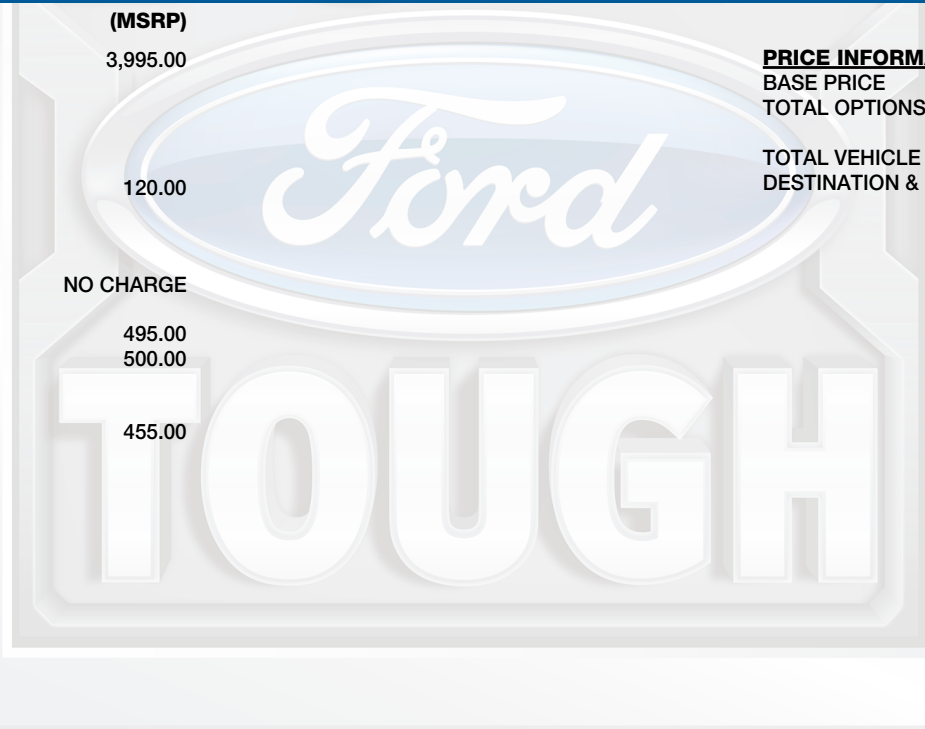 (MSRP)
3,995.00
120.00
NO CHARGE
495.00
500.00
455.00
PRICE INFORMA
BASE PRICE
TOTAL OPTIONS
TOTAL VEHICLE
DESTINATION &
Ford
TOUGH